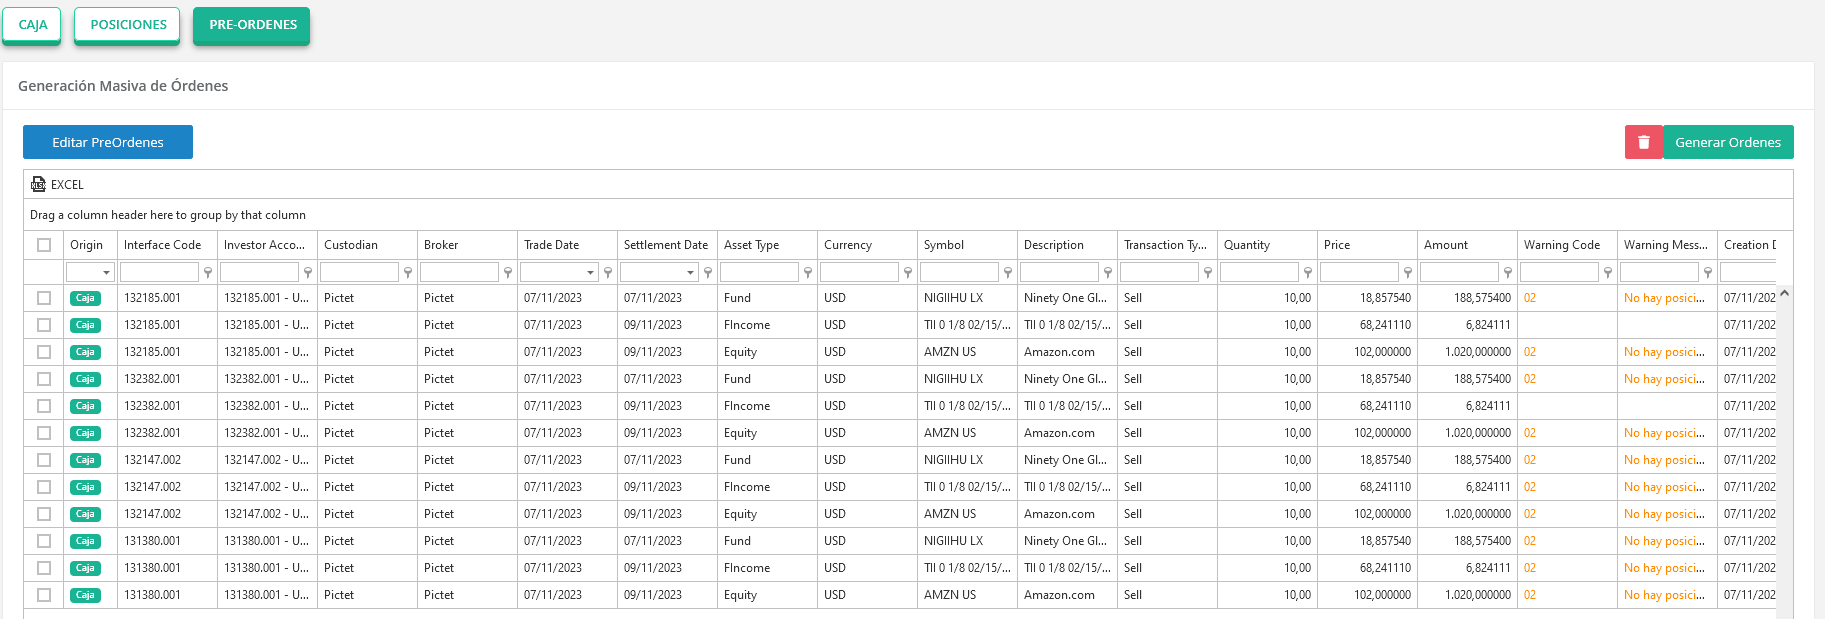 CAJA POSICIONES PRE-ORDENES
Generación Masiva de Órdenes
Editar PreOrdenes Generar Ordenes
EXCEL
Drag a column header here to group by that column
Origin Interface Code Investor Acco... Custodian Broker Trade Date Settlement Date Asset Type Currency Symbol Description Transaction Ty... Quantity Price Amount Warning Code Warning Mess... Creation D
Caja 132185.001 132185.001 - U... Pictet Pictet 07/11/2023 07/11/2023 Fund USD NIGIIHU LX Ninety One Gl... Sell 10,00 18,857540 188,575400 02 No hay posici... 07/11/202
Caja 132185.001 132185.001 - U... Pictet Pictet 07/11/2023 09/11/2023 FIncome USD TII 0 1/8 02/15/... TII 0 1/8 02/15/... Sell 10,00 68,241110 6,824111 07/11/202
Caja 132185.001 132185.001 - U... Pictet Pictet 07/11/2023 09/11/2023 Equity USD AMZN US Amazon.com Sell 10,00 102,000000 1.020,000000 02 No hay posici... 07/11/202
Caja 132382.001 132382.001 - U... Pictet Pictet 07/11/2023 07/11/2023 Fund USD NIGIIHU LX Ninety One Gl... Sell 10,00 18,857540 188,575400 02 No hay posici... 07/11/202
Caja 132382.001 132382.001 - U... Pictet Pictet 07/11/2023 09/11/2023 FIncome USD TII 0 1/8 02/15/... TII 0 1/8 02/15/... Sell 10,00 68,241110 6,824111 07/11/202
Caja 132382.001 132382.001 - U... Pictet Pictet 07/11/2023 09/11/2023 Equity USD AMZN US Amazon.com Sell 10,00 102,000000 1.020,000000 02 No hay posici... 07/11/202
Caja 132147.002 132147.002 - U... Pictet Pictet 07/11/2023 07/11/2023 Fund USD NIGIIHU LX Ninety One Gl... Sell 10,00 18,857540 188,575400 02 No hay posici... 07/11/202
Caja 132147.002 132147.002 - U... Pictet Pictet 07/11/2023 09/11/2023 FIncome USD TII 0 1/8 02/15/... TII 0 1/8 02/15/... Sell 10,00 68,241110 6,824111 02 No hay posici... 07/11/202
Caja 132147.002 132147.002 - U... Pictet Pictet 07/11/2023 09/11/2023 Equity USD AMZN US Amazon.com Sell 10,00 102,000000 1.020,000000 02 No hay posici... 07/11/202
Caja 131380.001 131380.001 - U... Pictet Pictet 07/11/2023 07/11/2023 Fund USD NIGIIHU LX Ninety One Gl... Sell 10,00 18,857540 188,575400 02 No hay posici... 07/11/202
Caja 131380.001 131380.001 - U... Pictet Pictet 07/11/2023 09/11/2023 FIncome USD TII 0 1/8 02/15/... TII 0 1/8 02/15/... Sell 10,00 68,241110 6,824111 02 No hay posici... 07/11/202
Caja 131380.001 131380.001 - U... Pictet Pictet 07/11/2023 09/11/2023 Equity USD AMZN US Amazon.com Sell 10,00 102,000000 1.020,000000 02 No hay posici... 07/11/202